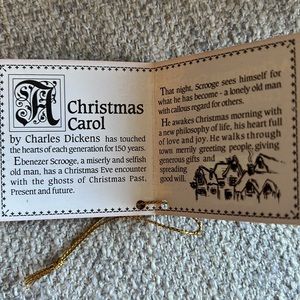 A
Christmas
Carol
by Charles Dickens has touched
the hearts of each generation for 150 years.
Ebenezer Scrooge, a miserly and selfish
old man, has a Christmas Eve encounter
with the ghosts of Christmas Past,
Present and future.
That night, Scrooge sees himself for
what he has become - a lonely old man
with callous regard for others.
He awakes Christmas morning with
a new philosophy of life, his heart full
of love and joy. He walks through
town merrily greeting people, giving
generous gifts and
spreading
good will.